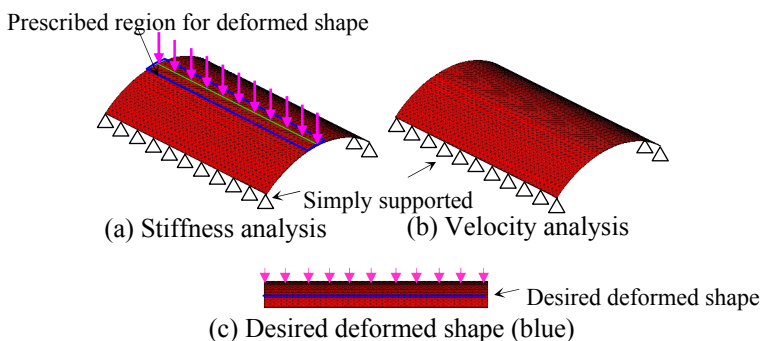 Prescribed region for deformed shape
Simply supported
(a) Stiffness analysis
(b) Velocity analysis
Desired deformed shape
(c) Desired deformed shape (blue)